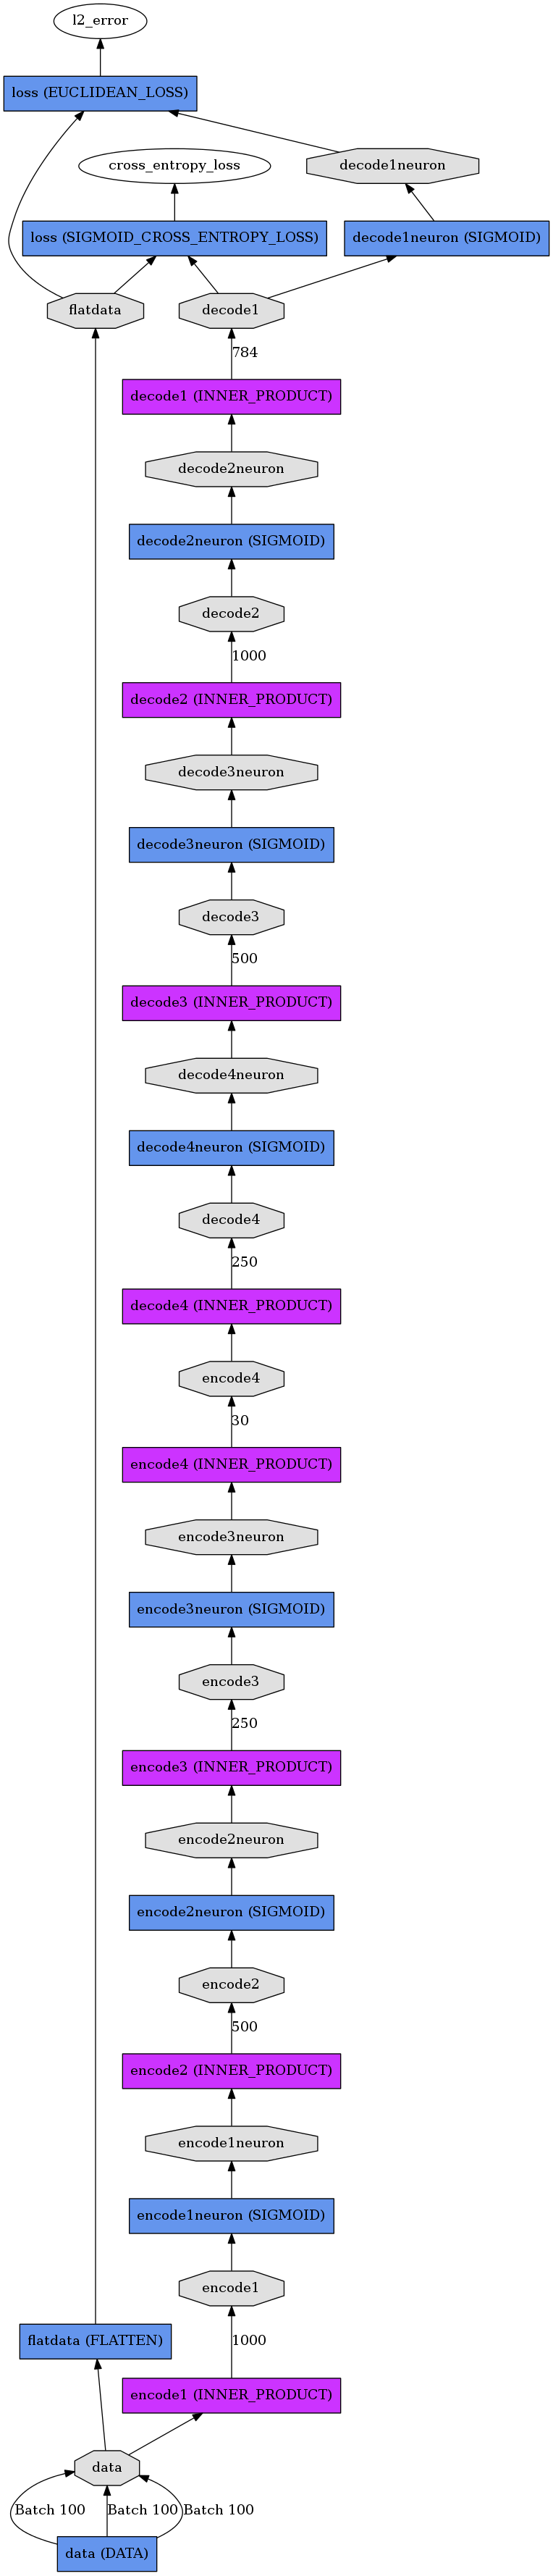 l2_error
loss (EUCLIDEAN_LOSS)
cross_entropy_loss
decode1neuron
loss (SIGMOID_CROSS_ENTROPY_LOSS)
decode1neuron (SIGMOID)
flatdata
decode1
784
decode1 (INNER_PRODUCT)
decode2neuron
decode2neuron (SIGMOID)
decode2
1000
decode2 (INNER_PRODUCT)
decode3neuron
decode3neuron (SIGMOID)
decode3
500
decode3 (INNER_PRODUCT)
decode4neuron
decode4neuron (SIGMOID)
decode4
250
decode4 (INNER_PRODUCT)
encode4
30
encode4 (INNER_PRODUCT)
encode3neuron
encode3neuron (SIGMOID)
encode3
250
encode3 (INNER_PRODUCT)
encode2neuron
encode2neuron (SIGMOID)
encode2
500
encode2 (INNER_PRODUCT)
encode1neuron
encode1neuron (SIGMOID)
encode1
flatdata (FLATTEN)
1000
encode1 (INNER_PRODUCT)
data
Batch 100
Batch 100
Batch 100
data (DATA)